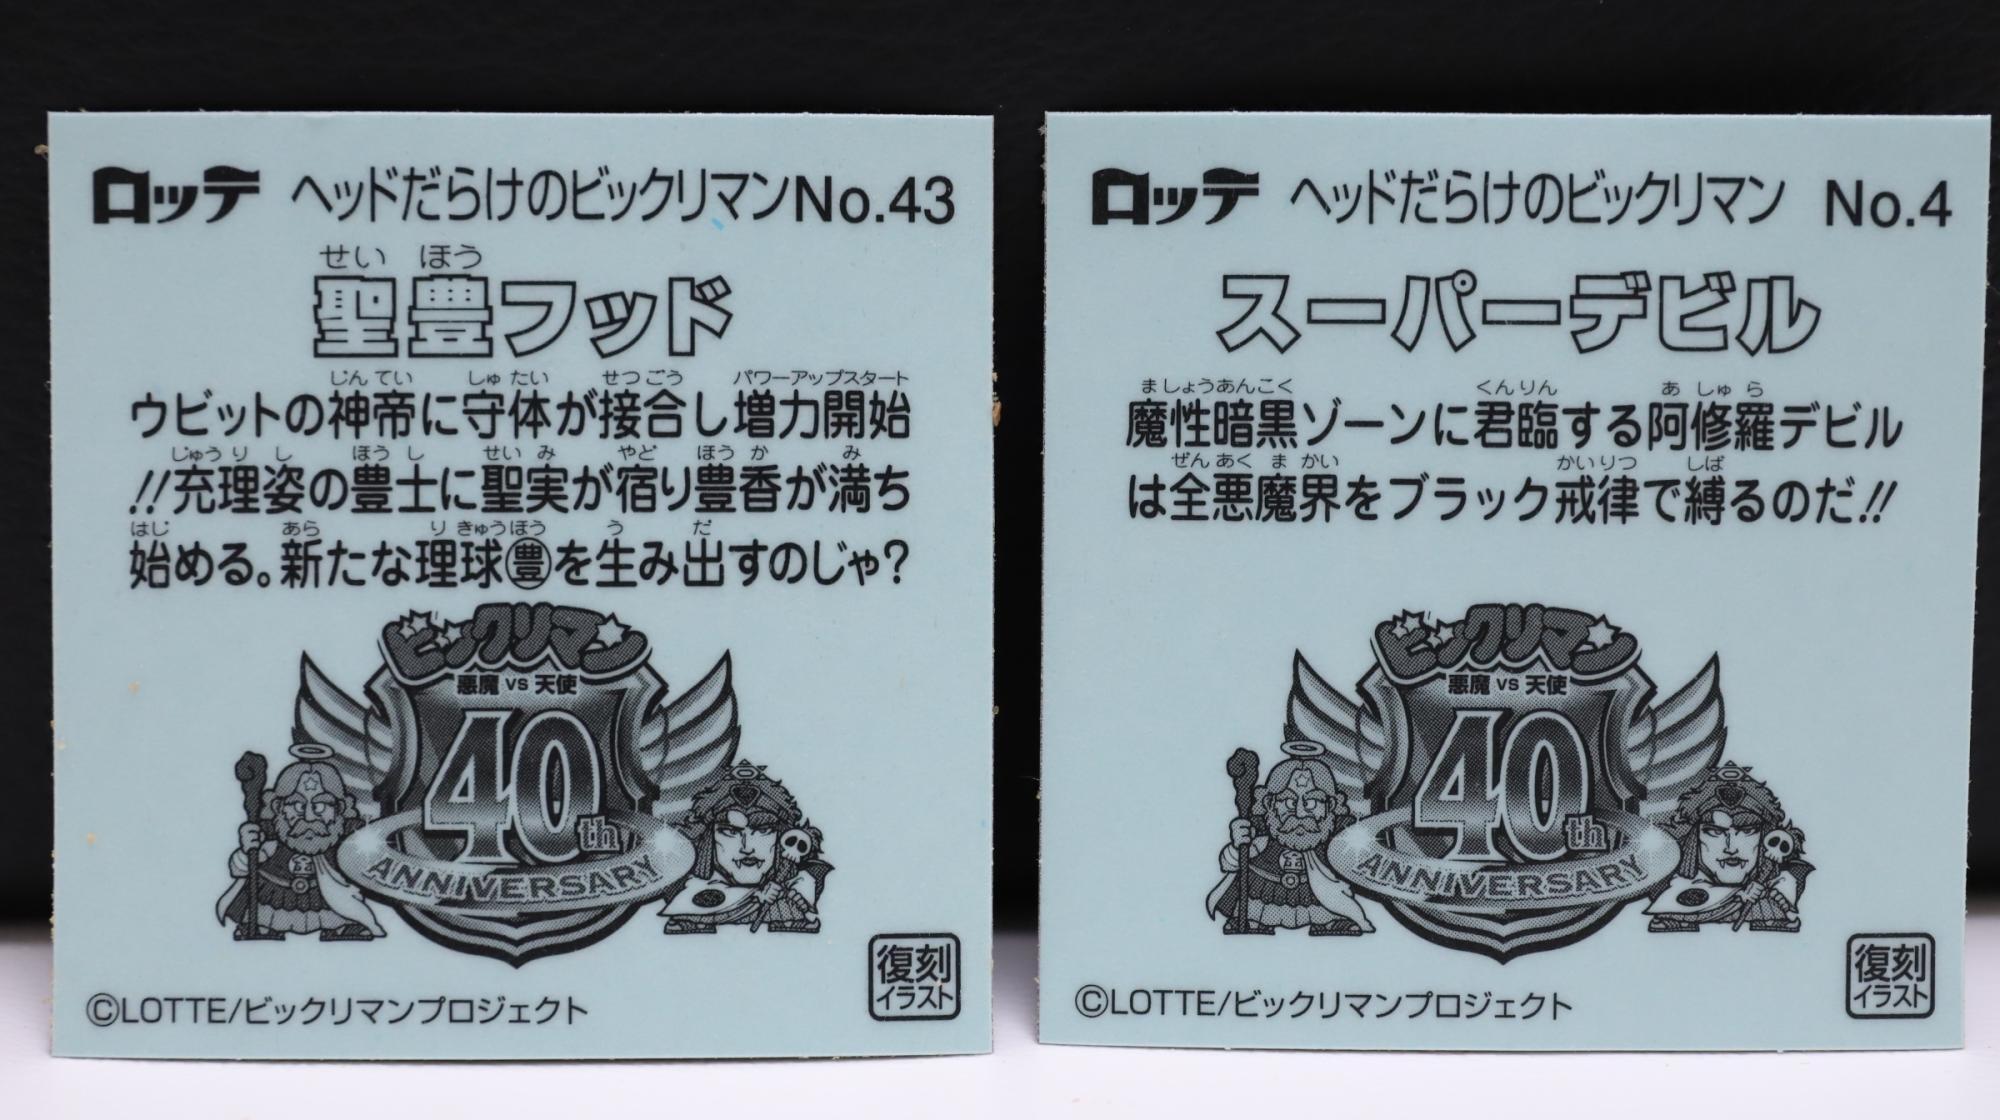 ロッテ ヘッドだらけのビックリマンNo.43
せい ほう
聖豊フッド
じんてい しゅたい せつごう パワーアップスタート
ウビットの神帝に守体が接合し増力開始
じゅうりし ほうし せいみ やど ほうか み
!!充理姿の豊士に聖実が宿り豊香が満ち
はじ あら りきゅうほう う だ
始める。新たな理球豊を生み出すのじゃ?
ビックリマン
悪魔 VS 天使
40th
ANNIVERSARY
金
復刻
イラスト
©LOTTE/ビックリマンプロジェクト
ロッテ ヘッドだらけのビックリマン No.4
スーパーデビル
ましょうあんこく くんりん あしゅら
魔性暗黒ゾーンに君臨する阿修羅デビル
ぜんあくまかい かいりつ しば
は全悪魔界をブラック戒律で縛るのだ!!
ビックリマン
悪魔 VS 天使
40th
ANNIVERSARY
金
復刻
イラスト
©LOTTE/ビックリマンプロジェクト